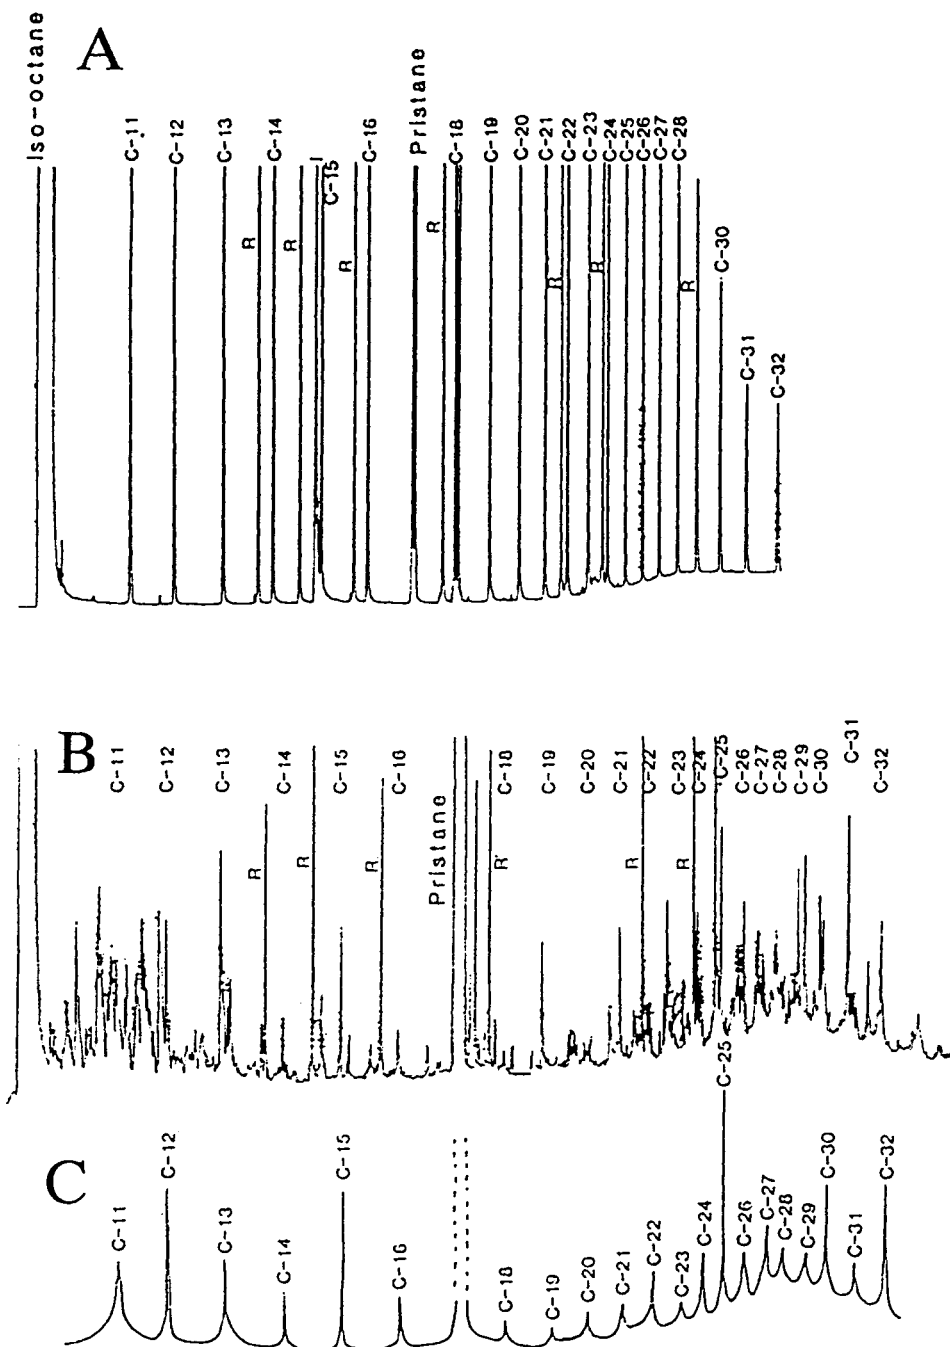 A
Iso-octane
C-11
C-12
C-13
R
C-14
R
C-15
R
C-16
Pristane
R
C-18
C-19
C-20
C-21
R
C-22
C-23
R
C-24
C-25
C-26
C-27
C-28
R
C-30
C-31
C-32
B
C-11
C-12
C-13
R
C-14
R
C-15
R
C-16
Pristane
R
C-18
C-19
C-20
C-21
R
C-22
C-23
R
C-24
C-25
C-26
C-27
C-28
C-29
C-30
C-31
C-32
C
C-11
C-12
C-13
C-14
C-15
C-16
C-18
C-19
C-20
C-21
C-22
C-23
C-24
C-25
C-26
C-27
C-28
C-29
C-30
C-31
C-32